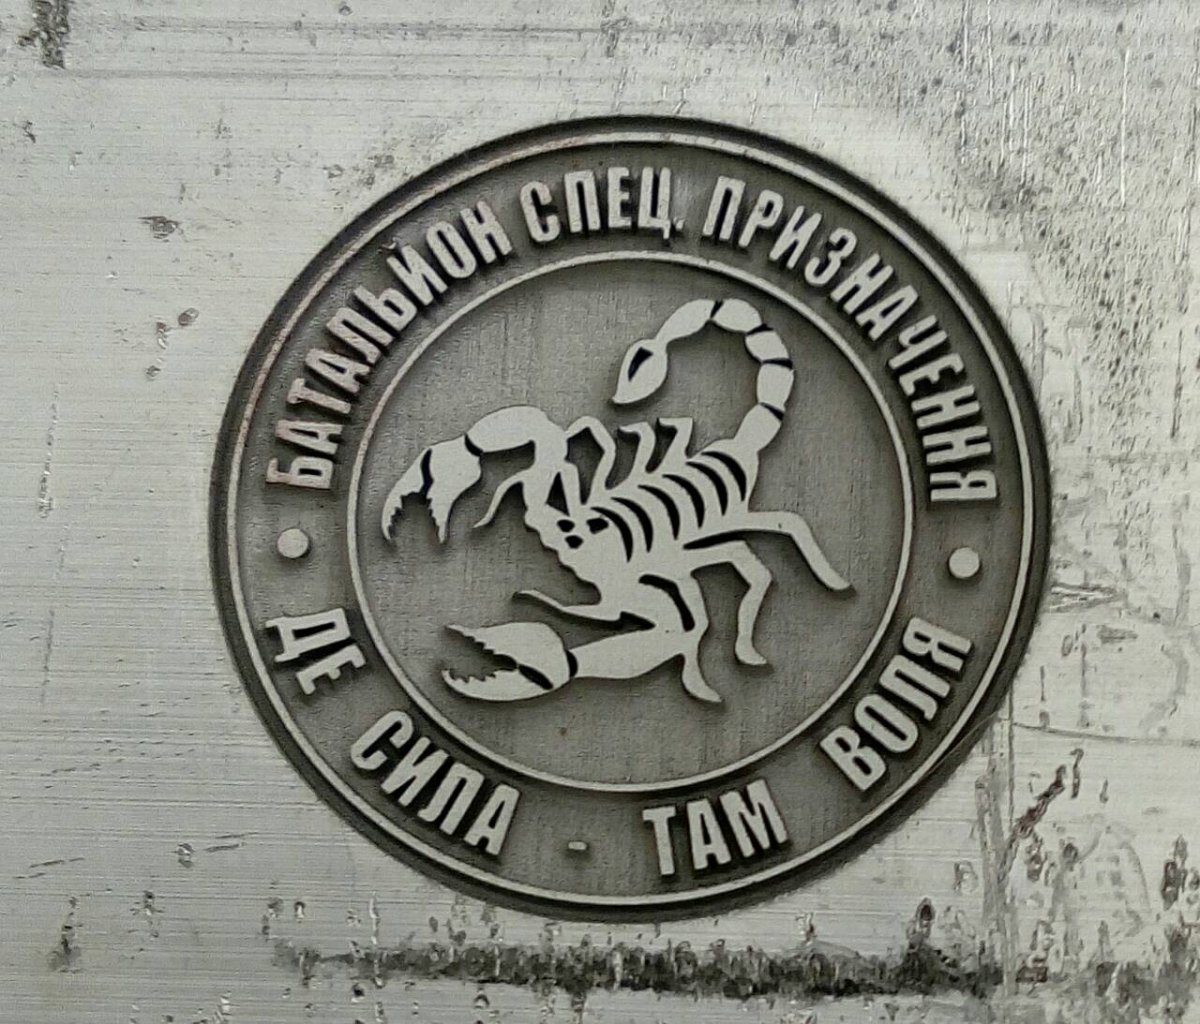 БАТАЛЬЙОН СПЕЦ. ПРИЗНАЧЕННЯ
ДЕ СИЛА - ТАМ ВОЛЯ